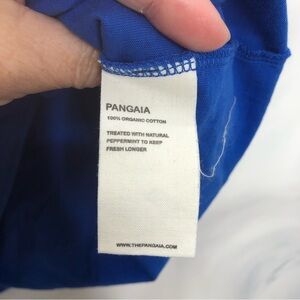 PANGAIA
100% ORGANIC COTTON
TREATED WITH NATURAL
PEPPERMINT TO KEEP
FRESH LONGER
WWW.THEPANGAIA.COM